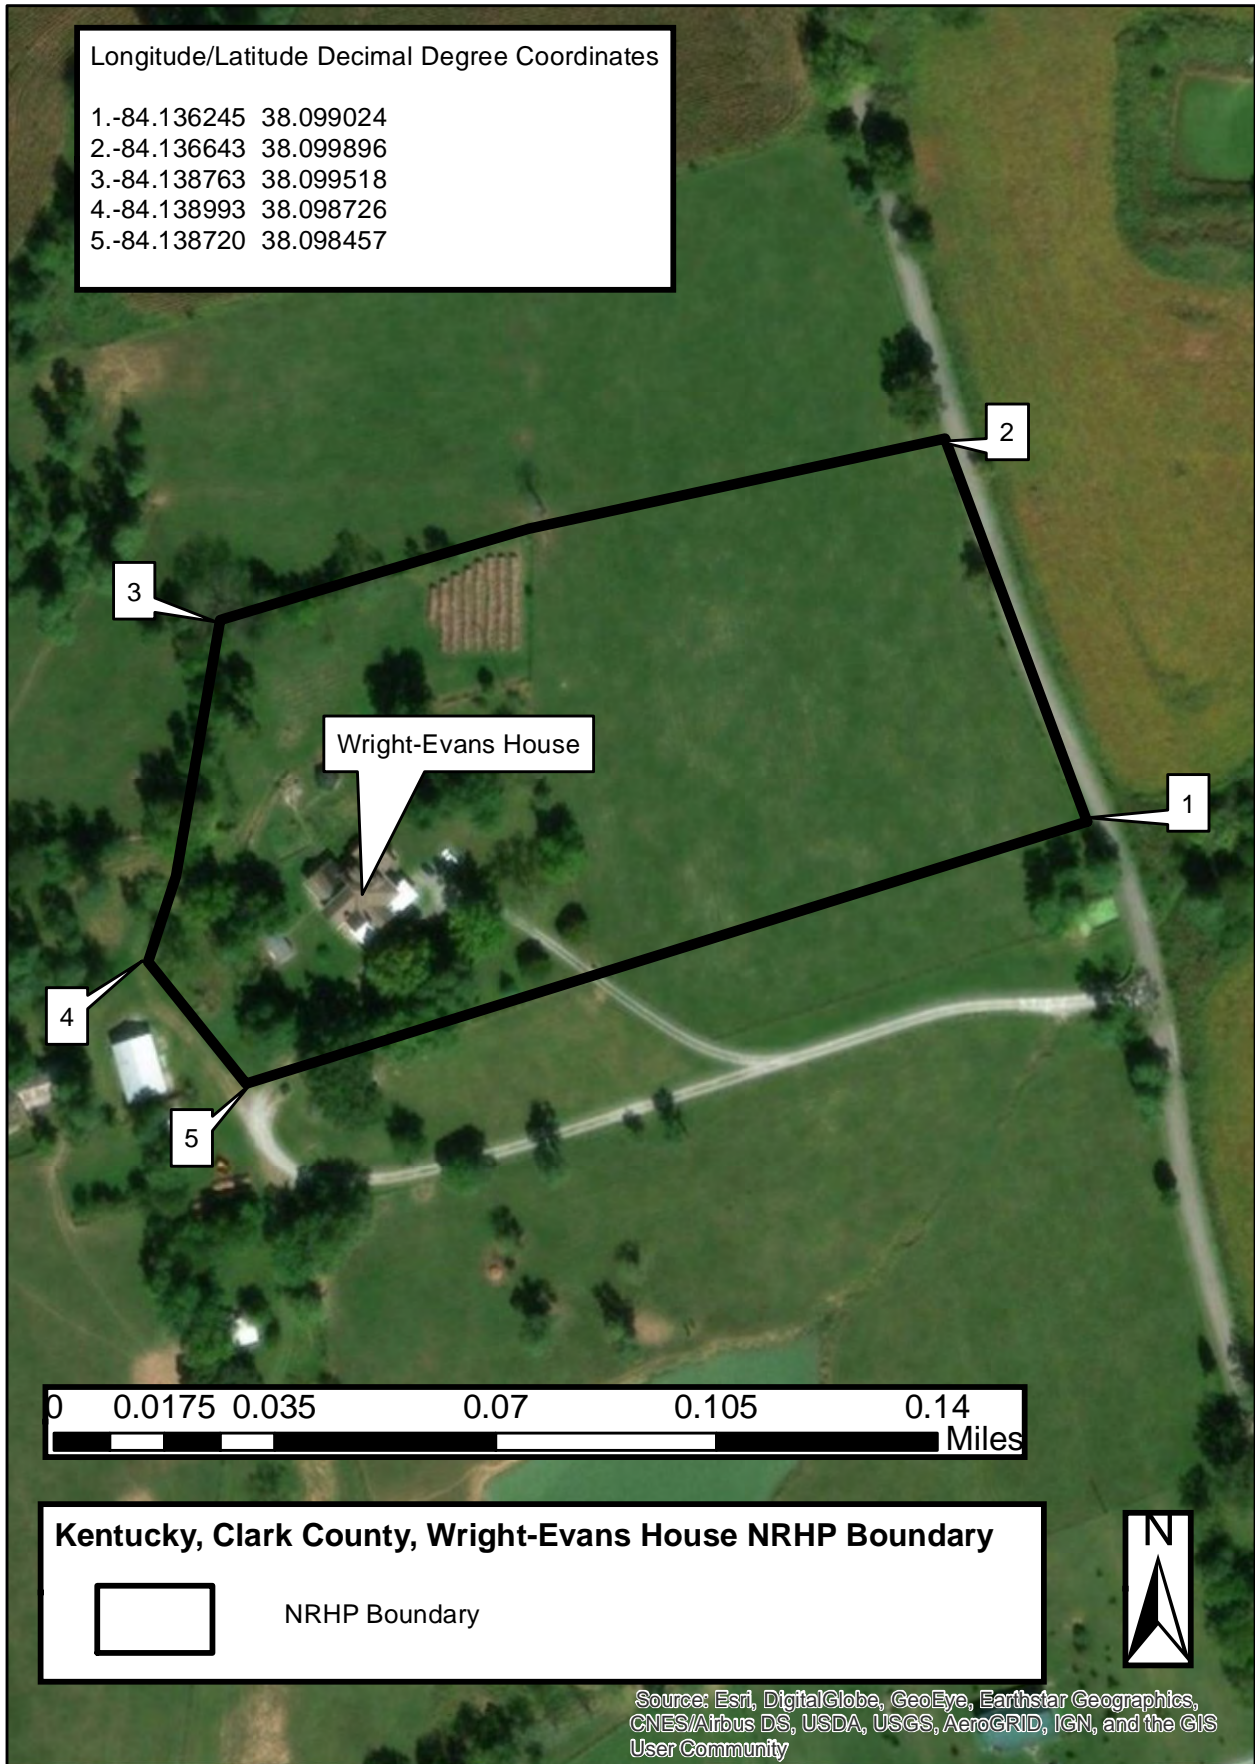 Longitude/Latitude Decimal Degree Coordinates
1.-84.136245 38.099024
2.-84.136643 38.099896
3.-84.138763 38.099518
4.-84.138993 38.098726
5.-84.138720 38.098457
2
3
Wright-Evans House
1
4
5
0 0.0175 0.035 0.07 0.105 0.14
Miles
Kentucky, Clark County, Wright-Evans House NRHP Boundary
NRHP Boundary
N
Source: Esri, DigitalGlobe, GeoEye, Earthstar Geographics,
CNES/Airbus DS, USDA, USGS, AeroGRID, IGN, and the GIS
User Community